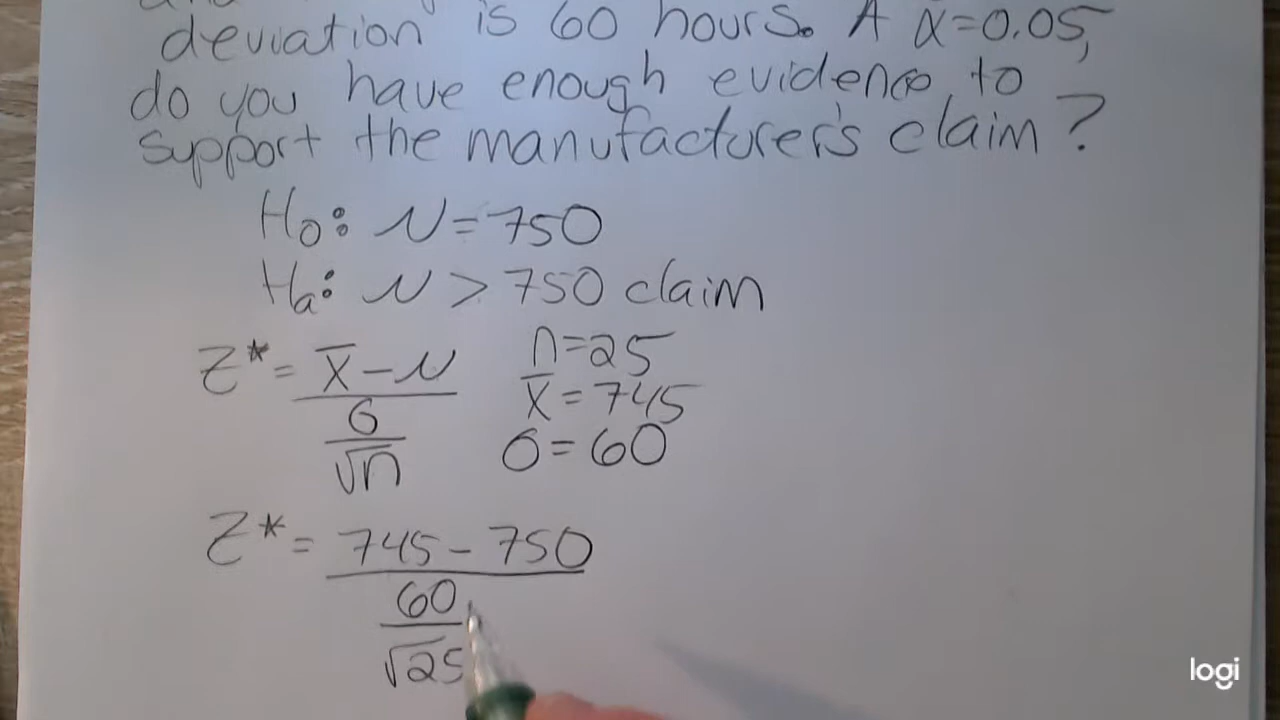 and
deviation is 60 hours. A α=0.05,
do you have enough evidence to
support the manufacturer's claim?
H₀: μ=750
Hₐ: μ > 750 claim
Z* = x̄ - μ
σ
√n
n=25
x̄ = 745
σ = 60
Z* = 745 - 750
60
√25
logi